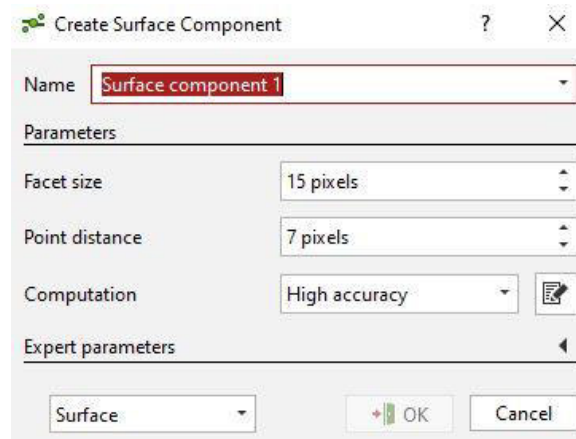 Create Surface Component ?
Name Surface component 1
Parameters
Facet size 15 pixels
Point distance 7 pixels
Computation High accuracy
Expert parameters
Surface OK Cancel